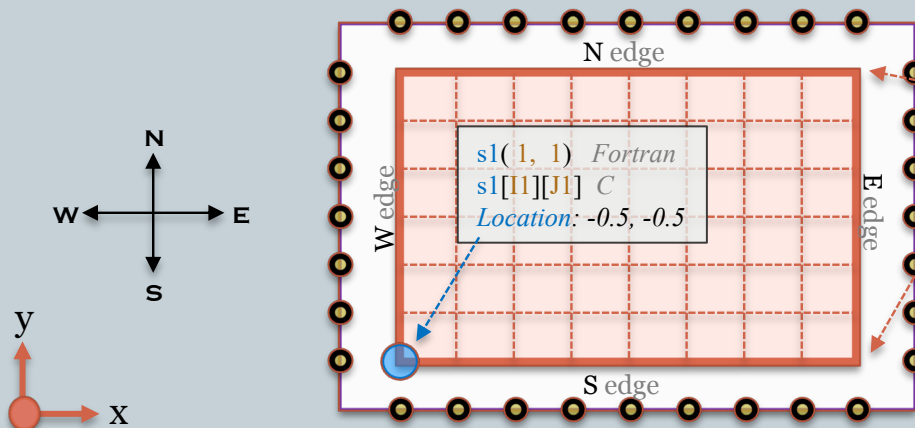 N edge
N
W
E
S
W edge
s1( 1, 1) Fortran
s1[I1][J1] C
Location: -0.5, -0.5
E edge
S edge
y
x